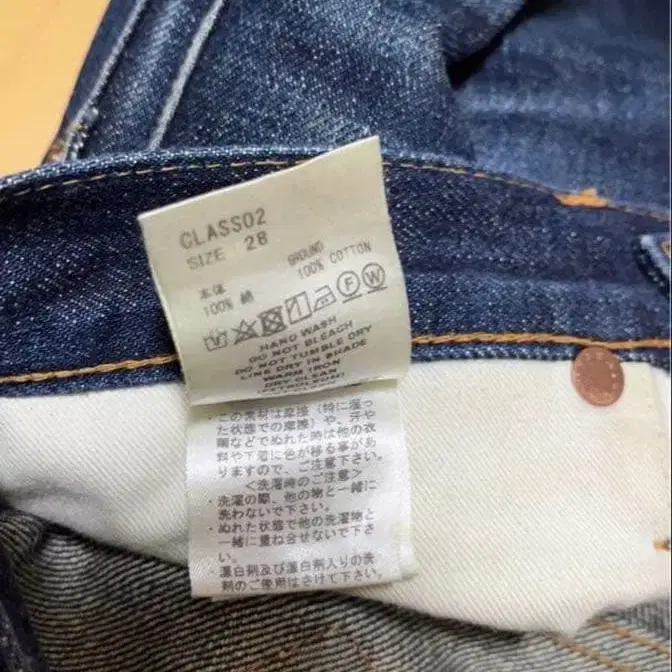 CLASS02
SIZE 28
本体 GROUND
100% 綿 100% COTTON
F W
HAND WASH
DO NOT BLEACH
DO NOT TUMBLE DRY
LINE DRY IN SHADE
WARM IRON
DRY CLEAN
(PETROLEUM)
・この素材は摩擦(特に湿っ
た状態での摩擦)や、汗や
雨などでぬれた時は他の衣
料や下着に色が移る事があ
りますので、ご注意下さい。
<洗濯時のご注意>
・洗濯の際、他の物と一緒に
洗わないで下さい。
・ぬれた状態で他の洗濯物と
一緒に重ね合せないで下さ
い。
・漂白剤及び漂白剤入りの洗
剤のご使用はさけて下さい。